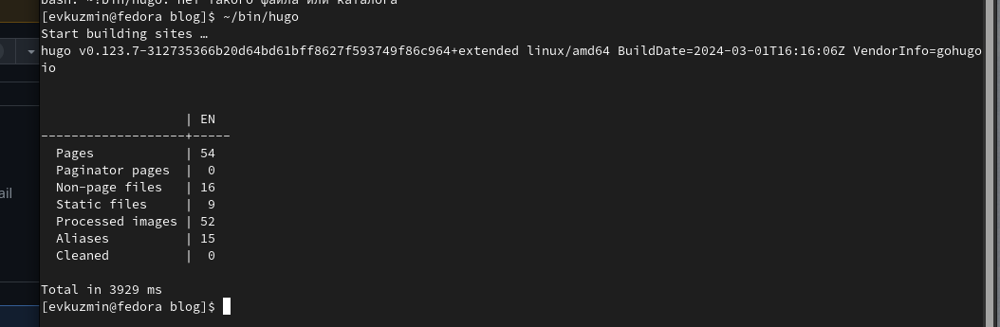 bash: ~!bin/hugo: Нет такого файла или каталога
[evkuzmin@fedora blog]$ ~/bin/hugo
Start building sites …
hugo v0.123.7-312735366b20d64bd61bff8627f593749f86c964+extended linux/amd64 BuildDate=2024-03-01T16:16:06Z VendorInfo=gohugo
io
| EN
-------------------+-----
Pages | 54
Paginator pages | 0
Non-page files | 16
Static files | 9
Processed images | 52
Aliases | 15
Cleaned | 0
Total in 3929 ms
[evkuzmin@fedora blog]$
ail